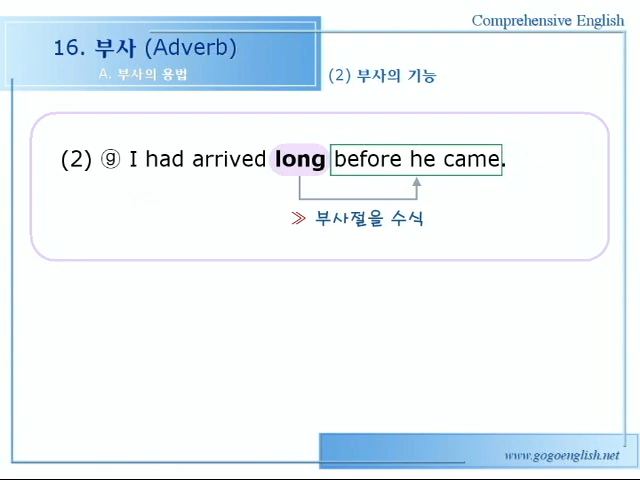 Comprehensive English
16. 부사 (Adverb)
A. 부사의 용법
(2) 부사의 기능
(2) ⓖ I had arrived long before he came.
≫ 부사절을 수식
www.gogoenglish.net